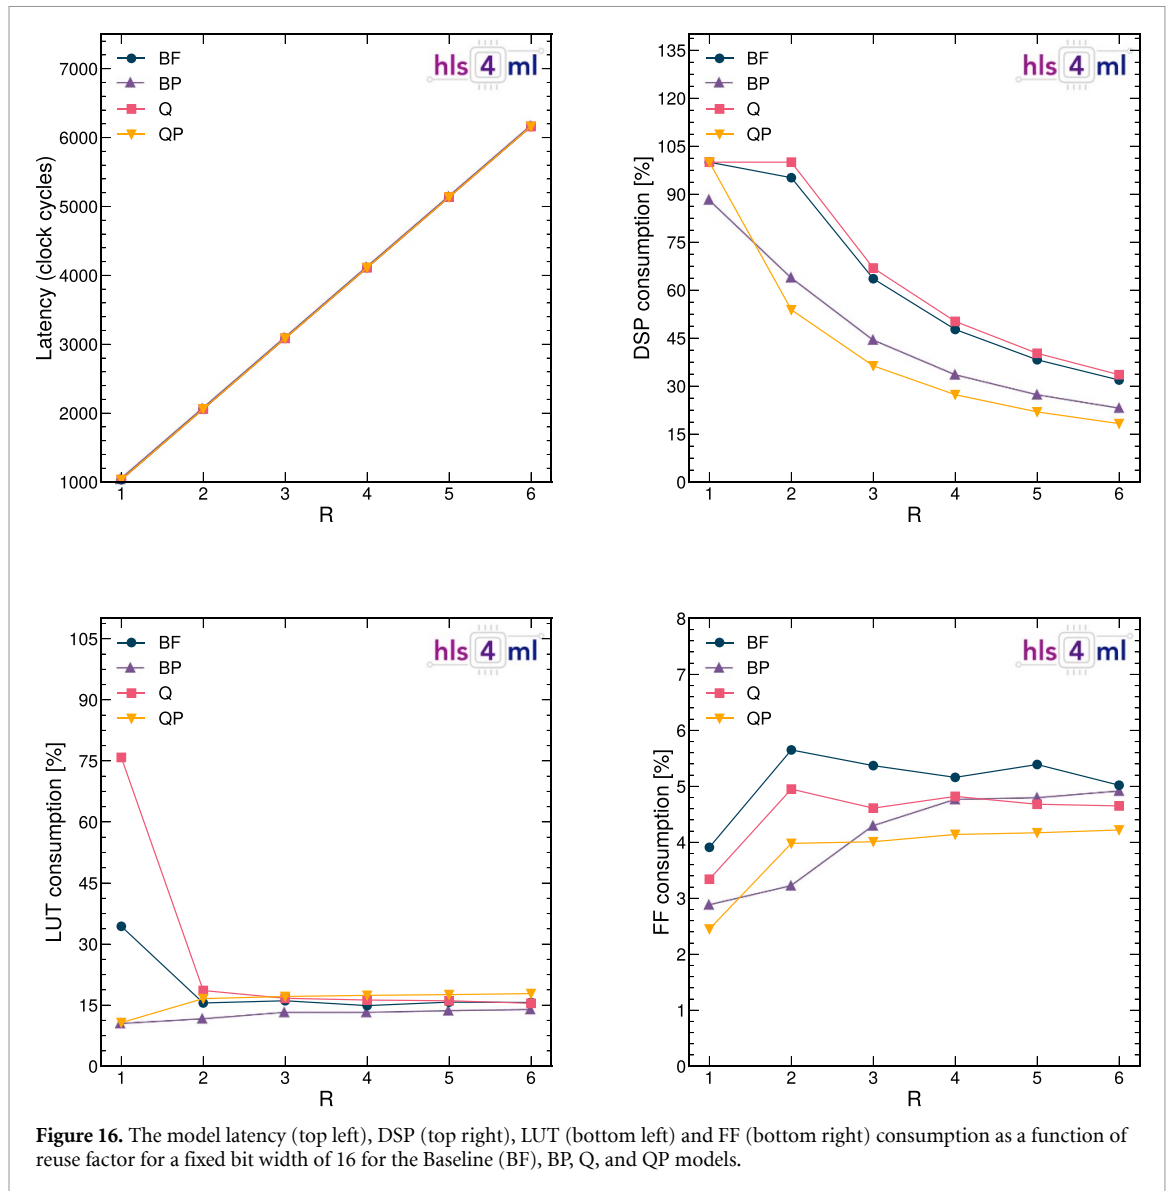 BF
BP
Q
QP
hls 4 ml
7000
6000
5000
4000
3000
2000
1000
Latency (clock cycles)
1 2 3 4 5 6
R
BF
BP
Q
QP
hls 4 ml
135
120
105
90
75
60
45
30
15
0
DSP consumption [%]
1 2 3 4 5 6
R
BF
BP
Q
QP
hls 4 ml
105
90
75
60
45
30
15
0
LUT consumption [%]
1 2 3 4 5 6
R
BF
BP
Q
QP
hls 4 ml
8
7
6
5
4
3
2
1
0
FF consumption [%]
1 2 3 4 5 6
R
Figure 16. The model latency (top left), DSP (top right), LUT (bottom left) and FF (bottom right) consumption as a function of
reuse factor for a fixed bit width of 16 for the Baseline (BF), BP, Q, and QP models.